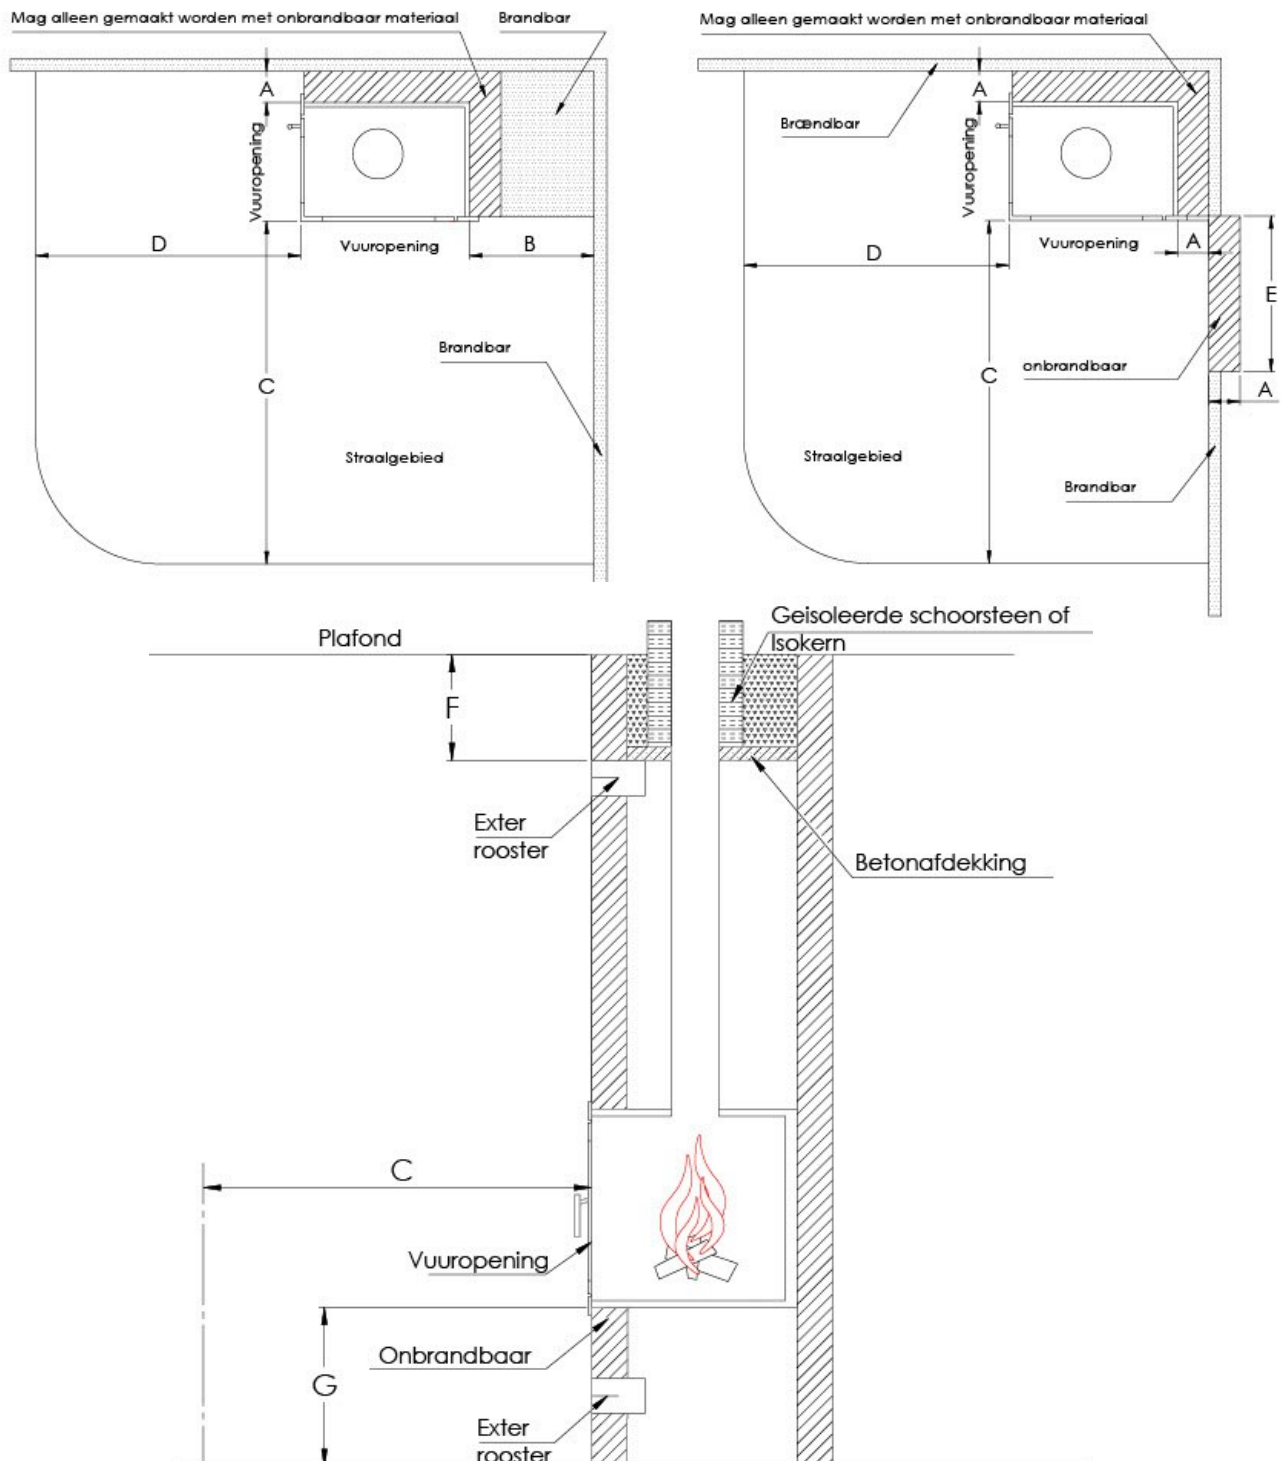 Mag alleen gemaakt worden met onbrandbaar materiaal
Brandbar
A
Vuuropening
D
Vuuropening
B
Brandbar
C
Straalgebied
Mag alleen gemaakt worden met onbrandbaar materiaal
A
Brændbar
Vuuropening
Vuuropening
A
D
E
onbrandbaar
C
A
Straalgebied
Brandbar
Plafond
Geisoleerde schoorsteen of
Isokern
F
Exter
rooster
Betonafdekking
C
Vuuropening
Onbrandbaar
G
Exter
rooster